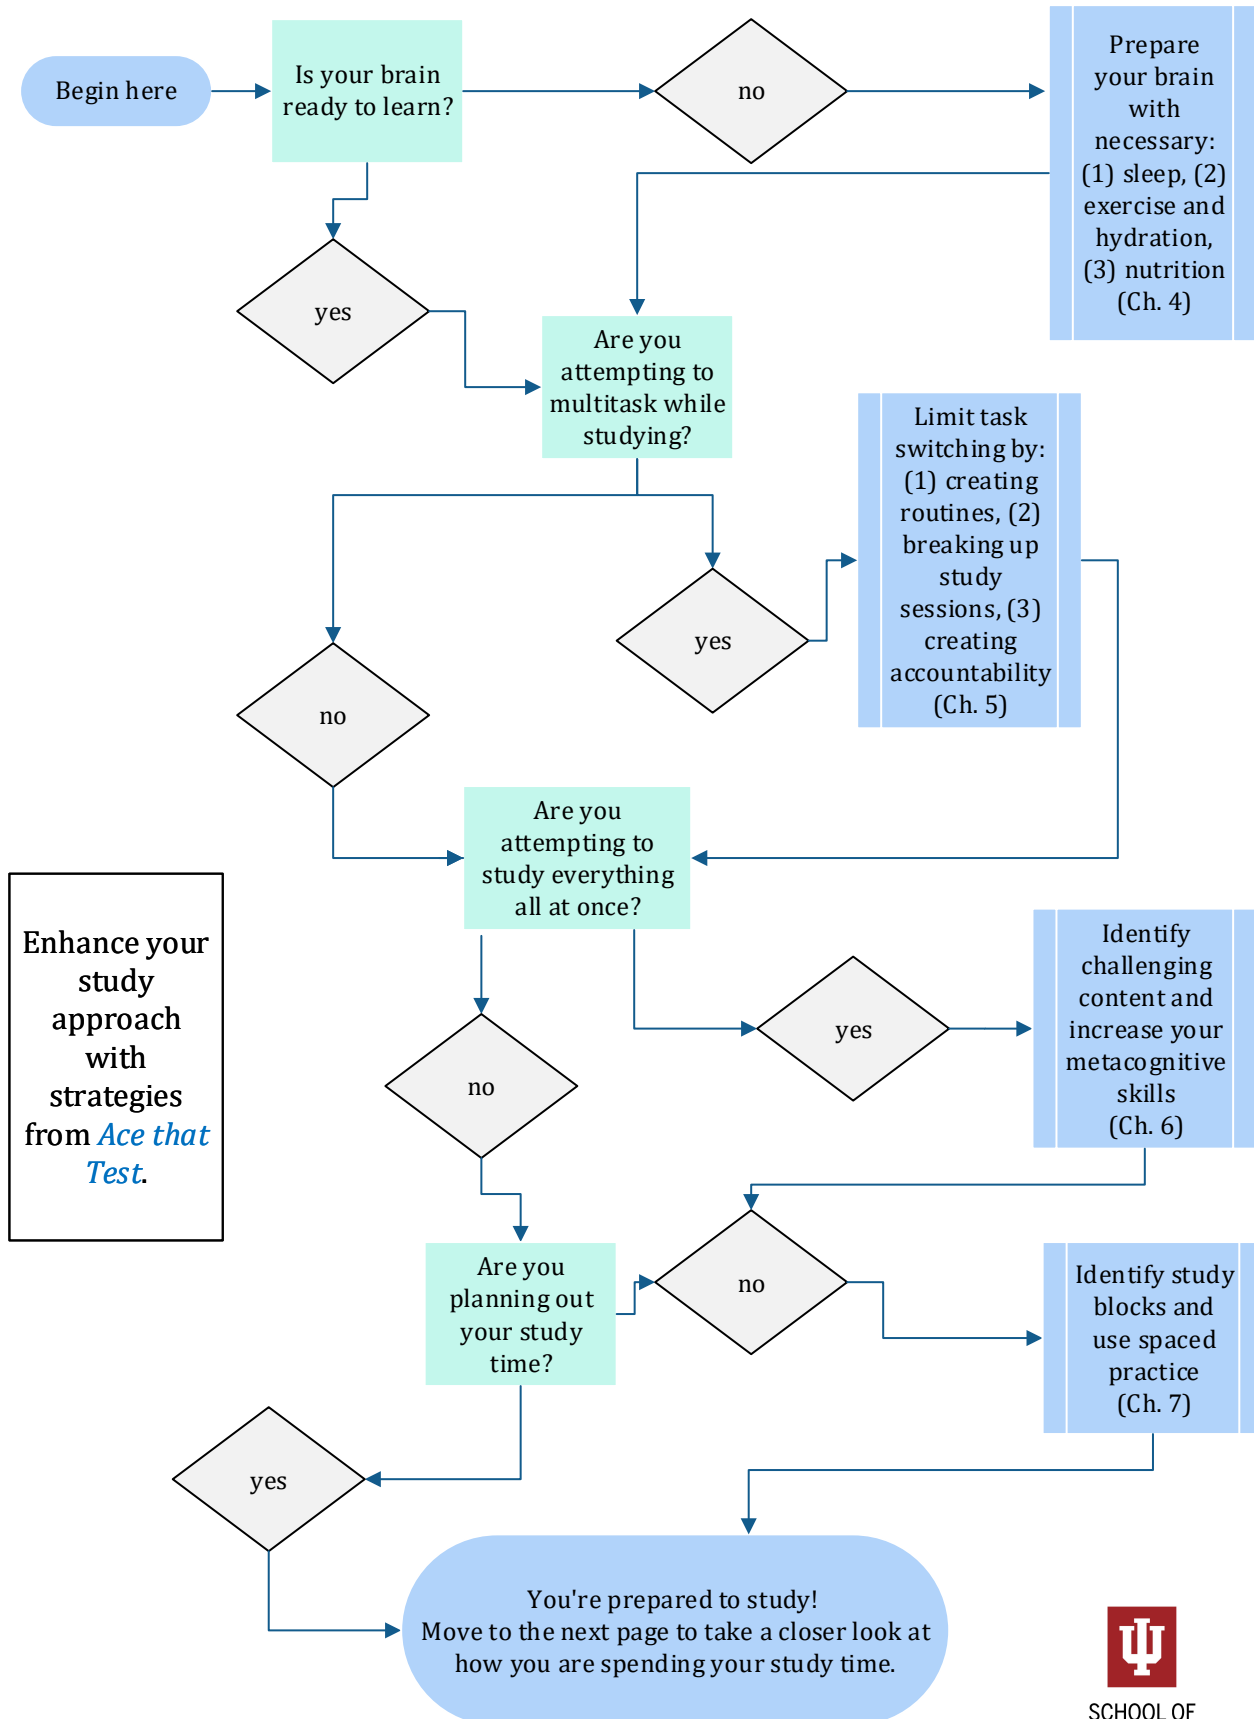 Begin here
Is your brain
ready to learn?
no
Prepare
your brain
with
necessary:
(1) sleep, (2)
exercise and
hydration,
(3) nutrition
(Ch. 4)
yes
Are you
attempting to
multitask while
studying?
Limit task
switching by:
(1) creating
routines, (2)
breaking up
study
sessions, (3)
creating
accountability
(Ch. 5)
yes
no
Are you
attempting to
study everything
all at once?
Enhance your
study
approach
with
strategies
from Ace that
Test.
Identify
challenging
content and
increase your
metacognitive
skills
(Ch. 6)
yes
no
Are you
planning out
your study
time?
no
Identify study
blocks and
use spaced
practice
(Ch. 7)
yes
You're prepared to study!
Move to the next page to take a closer look at
how you are spending your study time.
SCHOOL OF